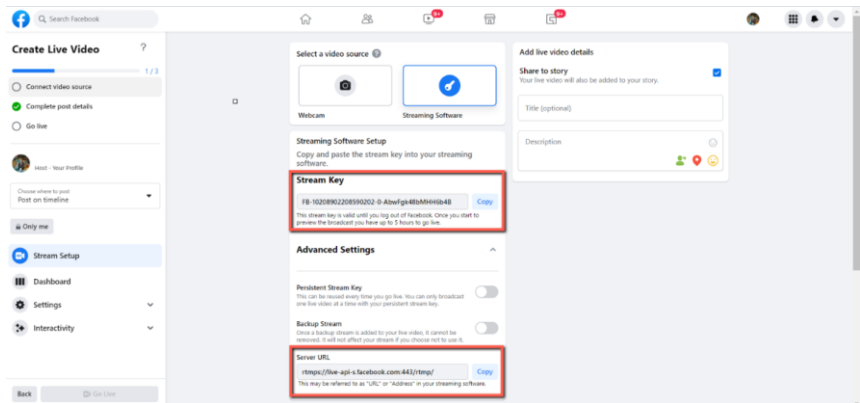 Search Facebook
9+
9+
Create Live Video
?
1 / 3
Connect video source
Complete post details
Go live
Host - Your Profile
Choose where to post
Post on timeline
Only me
Stream Setup
Dashboard
Settings
Interactivity
Back
Go Live
Select a video source
Webcam
Streaming Software
Streaming Software Setup
Copy and paste the stream key into your streaming
software.
Stream Key
Copy
This stream key is valid until you log out of Facebook. Once you start to
preview the broadcast you have up to 5 hours to go live.
Advanced Settings
Persistent Stream Key
This can be reused every time you go live. You can only broadcast
one live video at a time with your persistent stream key.
Backup Stream
Once a backup stream is added to your live video, it cannot be
removed. It will not affect your stream if you choose not to use it.
Server URL
rtmps://live-api-s.facebook.com:443/rtmp/
Copy
This may be referred to as "URL" or "Address" in your streaming software.
Add live video details
Share to story
Your live video will also be added to your story.
Title (optional)
Description